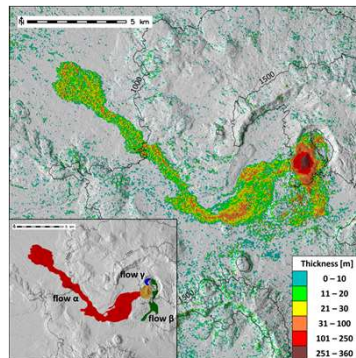 N
5 km
1000
1500
1500
flow γ
flow α
flow β
Thickness [m]
0 – 10
11 – 20
21 – 30
31 – 100
101 – 250
251 – 360